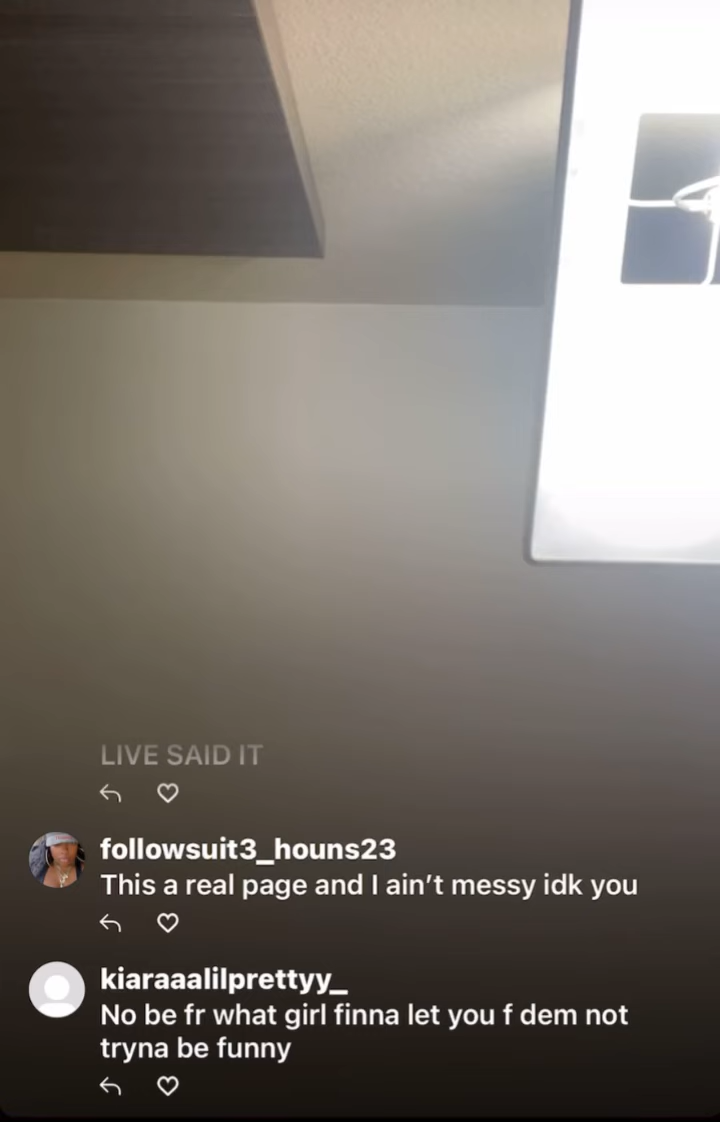 LIVE SAID IT
followsuit3_houns23
This a real page and I ain’t messy idk you
kiaraaalilprettyy_
No be fr what girl finna let you f dem not
tryna be funny